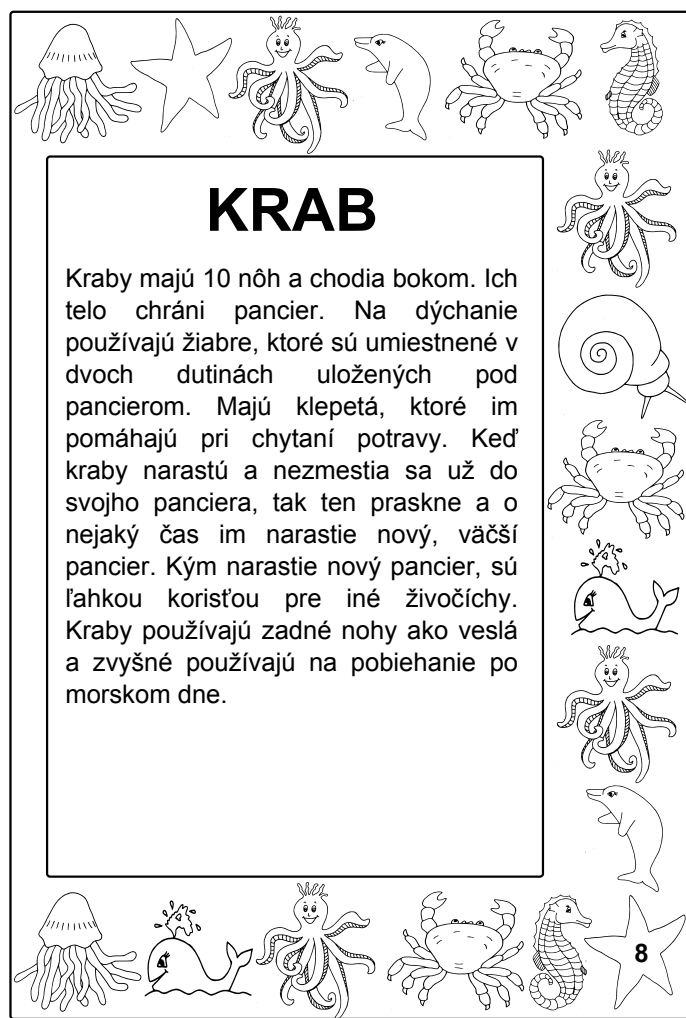 KRAB
Kraby majú 10 nôh a chodia bokom. Ich
telo chráni pancier. Na dýchanie
používajú žiabre, ktoré sú umiestnené v
dvoch dutinách uložených pod
pancierom. Majú klepetá, ktoré im
pomáhajú pri chytaní potravy. Keď
kraby narastú a nezmestia sa už do
svojho panciera, tak ten praskne a o
nejaký čas im narastie nový, väčší
pancier. Kým narastie nový pancier, sú
ľahkou korisťou pre iné živočíchy.
Kraby používajú zadné nohy ako veslá
a zvyšné používajú na pobiehanie po
morskom dne.
8